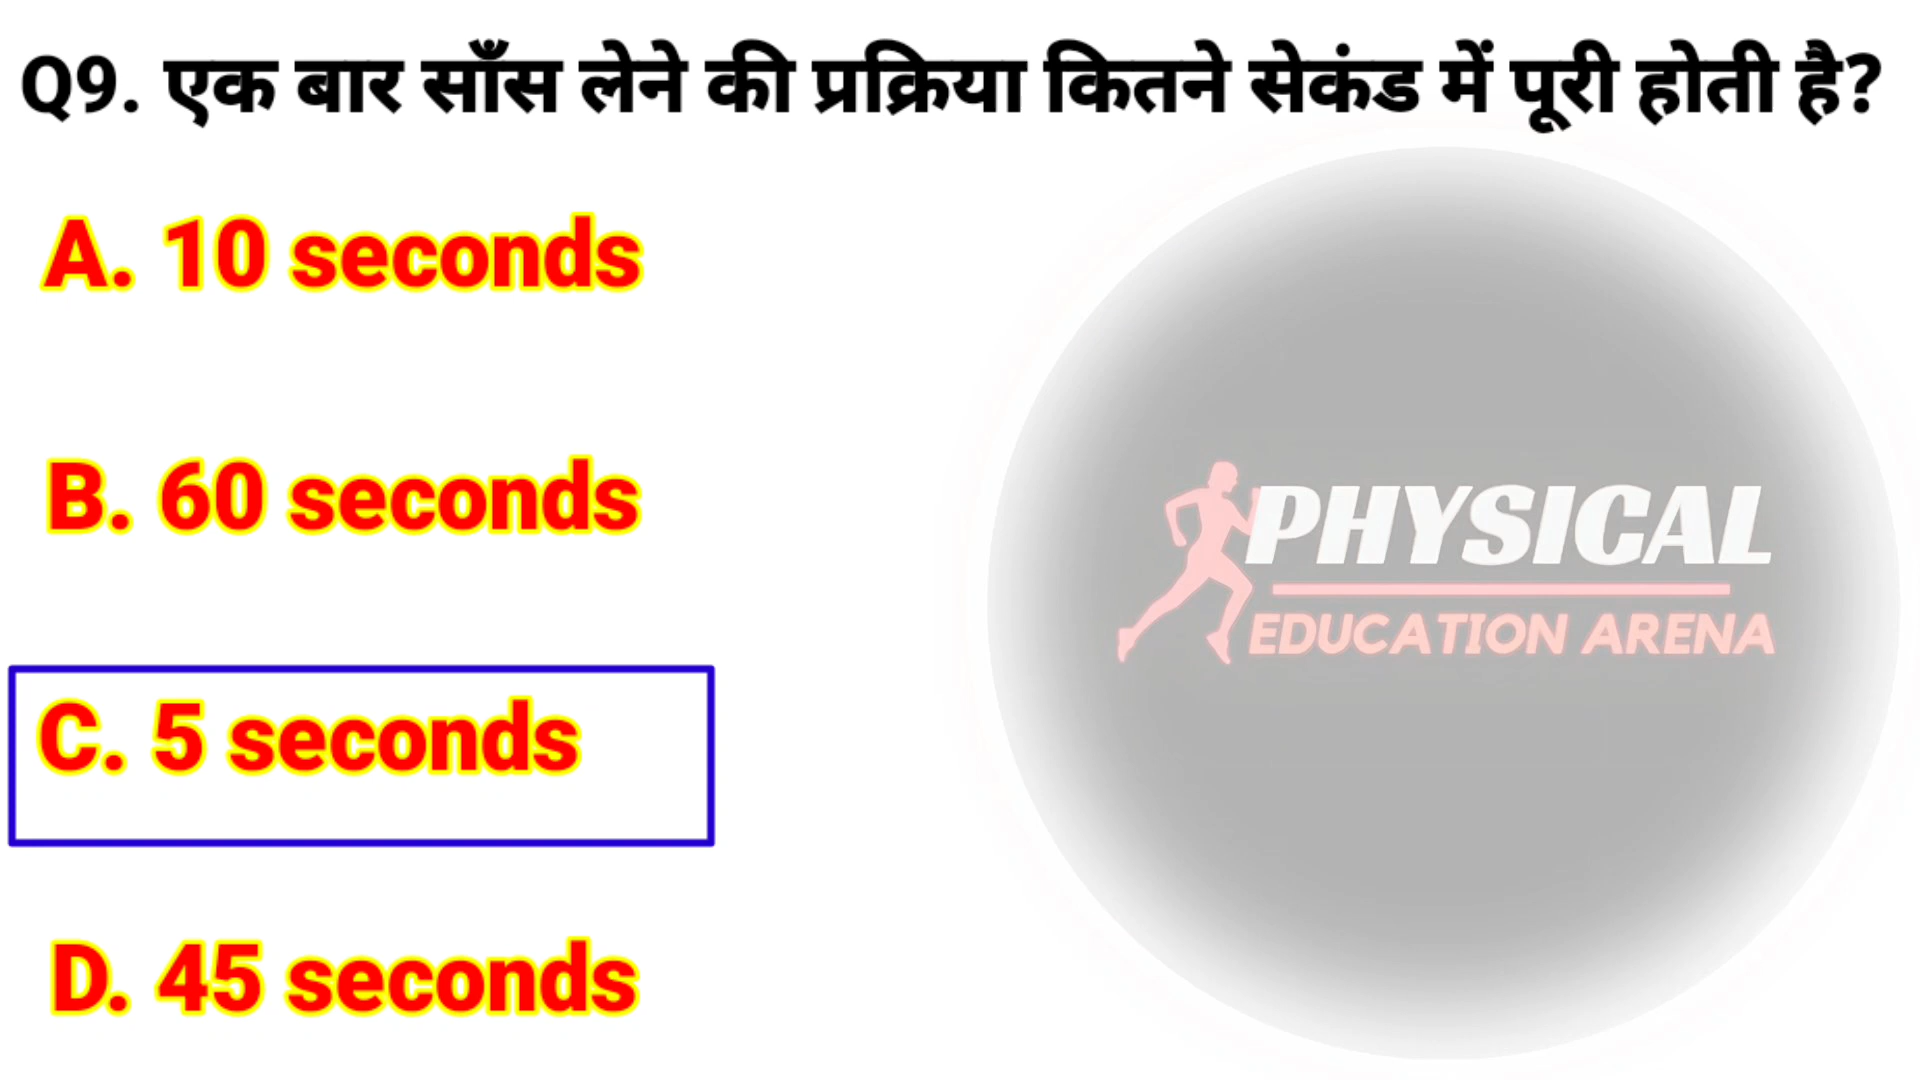 Q9. एक बार साँस लेने की प्रक्रिया कितने सेकंड में पूरी होती है?
A. 10 seconds
B. 60 seconds
C. 5 seconds
D. 45 seconds
PHYSICAL
EDUCATION ARENA